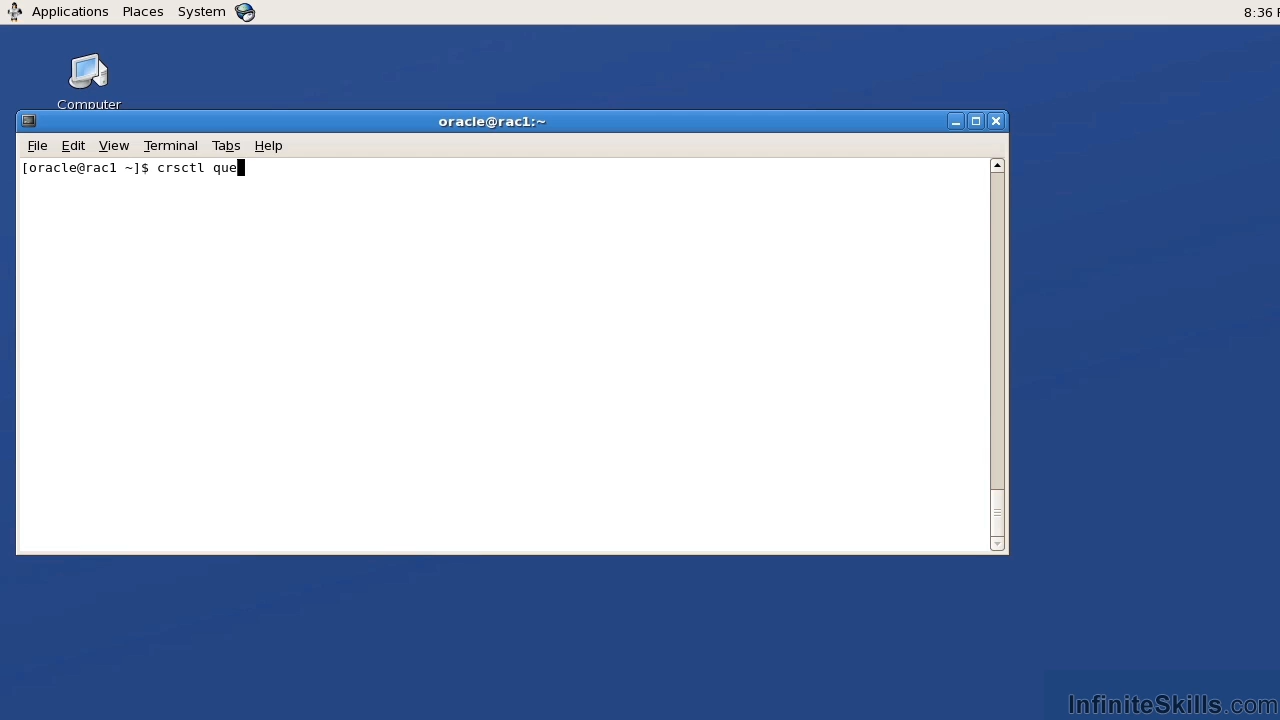 Applications Places System
8:36
Computer
oracle@rac1:~
File Edit View Terminal Tabs Help
[oracle@rac1 ~]$ crsctl que
InfiniteSkills.com